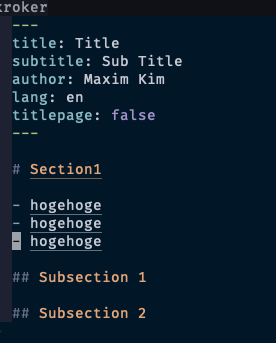 kroker
---
title: Title
subtitle: Sub Title
author: Maxim Kim
lang: en
titlepage: false
---
# Section1
- hogehoge
- hogehoge
- hogehoge
## Subsection 1
## Subsection 2